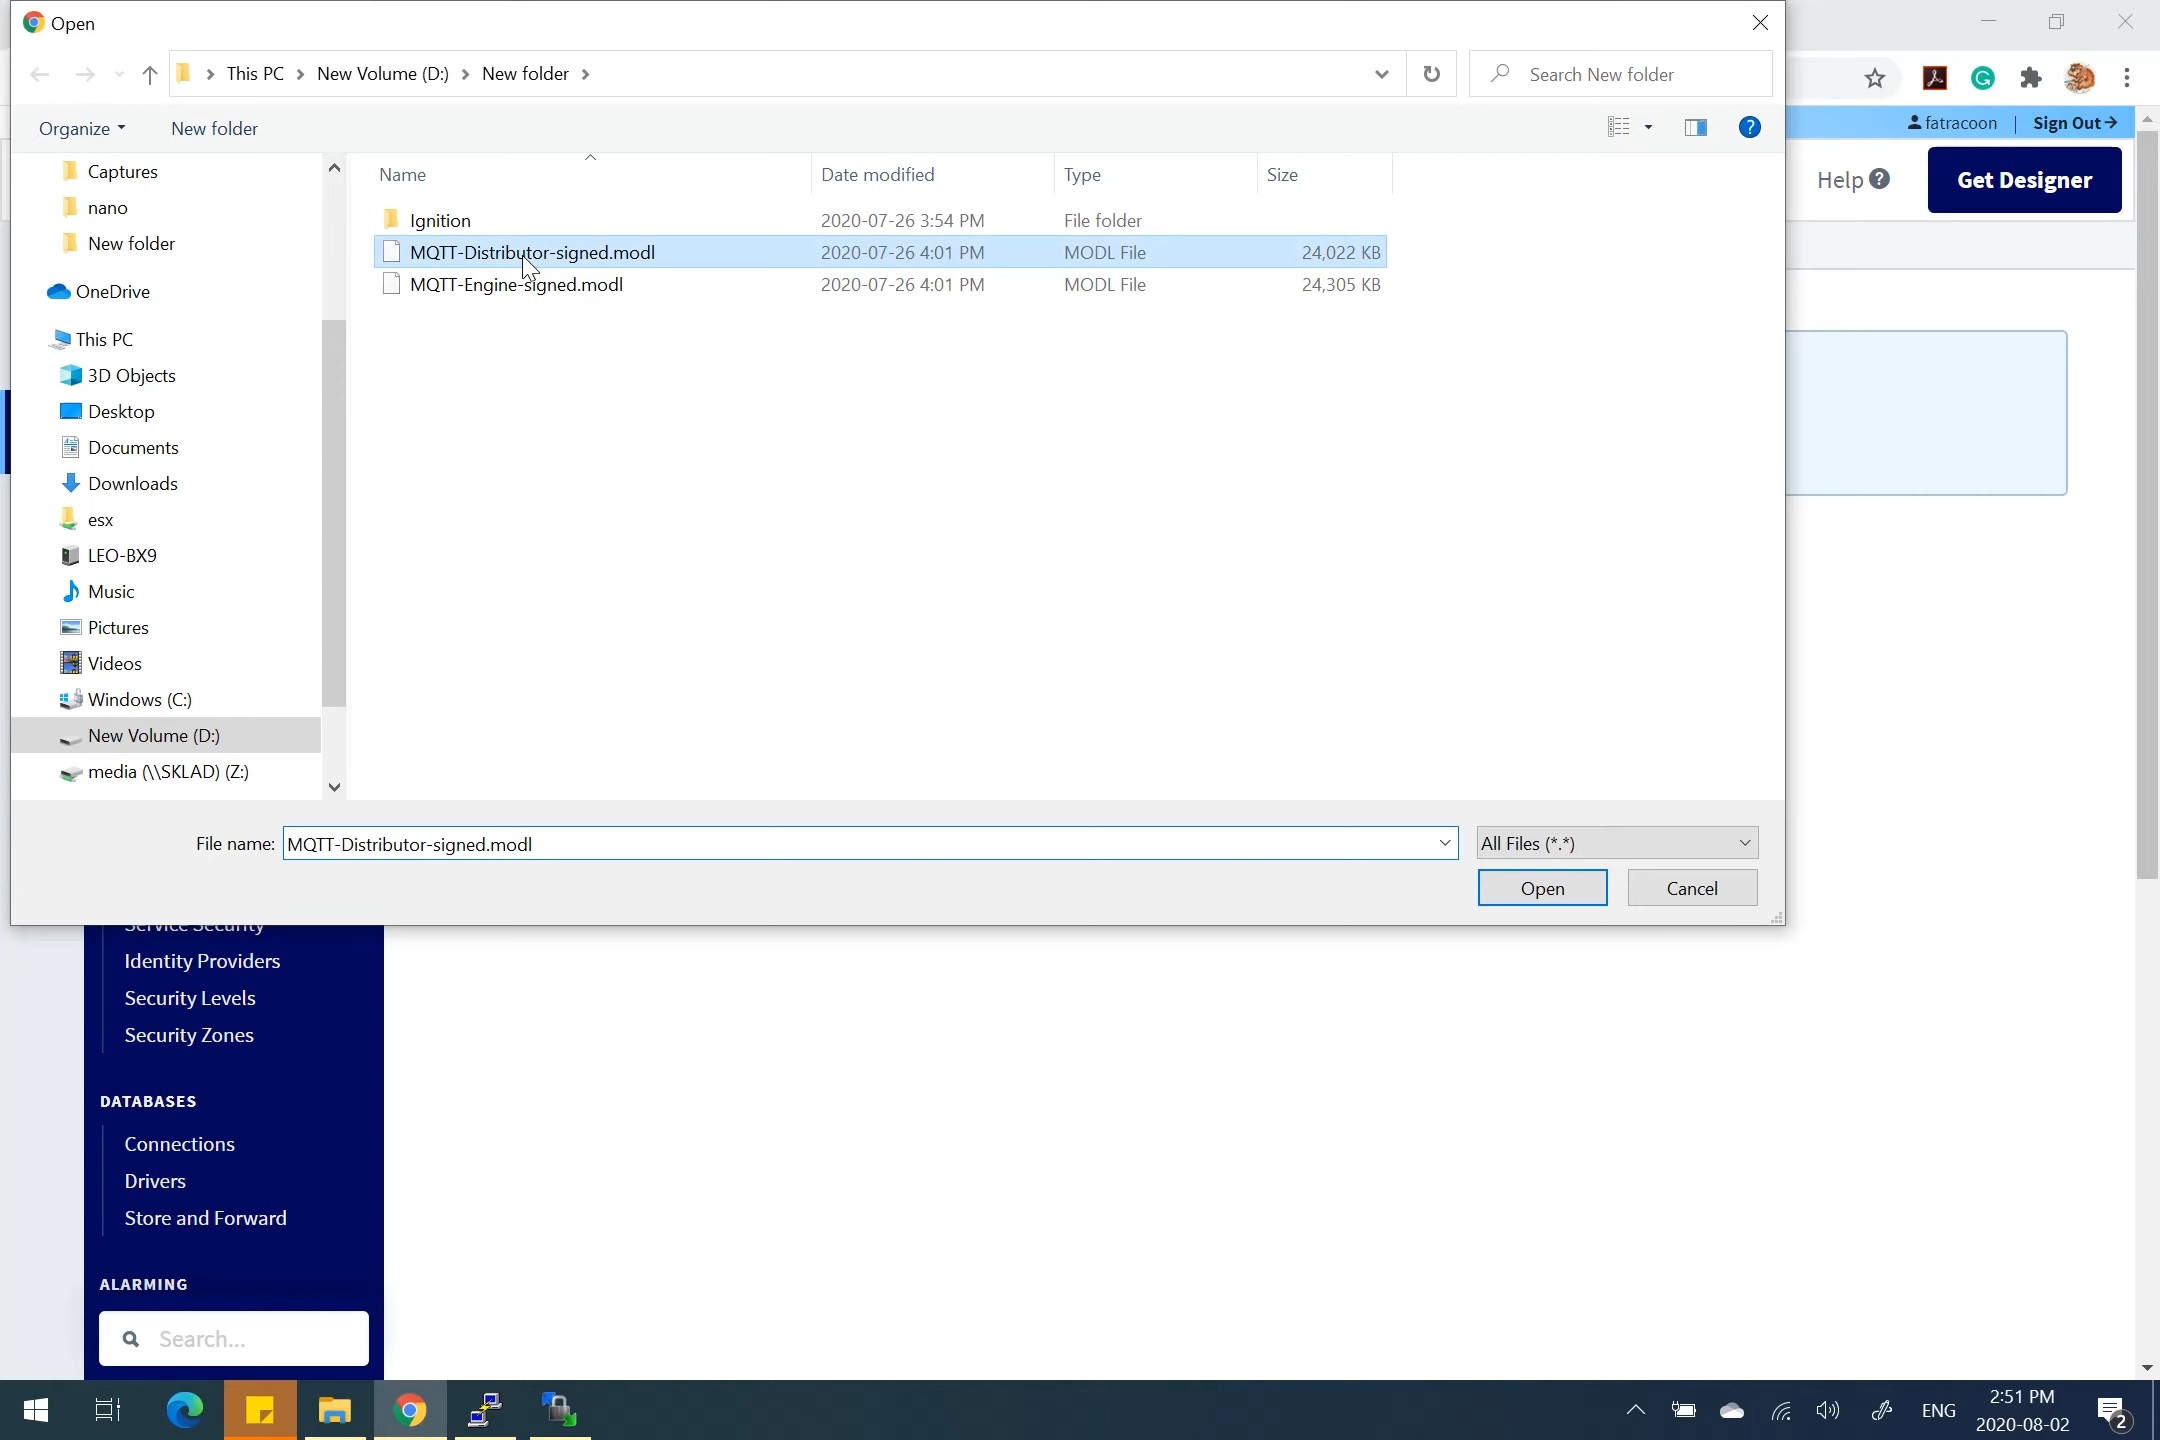 Open
This PC > New Volume (D:) > New folder >
Search New folder
Organize
New folder
fatracoon | Sign Out
Help
Get Designer
Captures
nano
New folder
OneDrive
This PC
3D Objects
Desktop
Documents
Downloads
esx
LEO-BX9
Music
Pictures
Videos
Windows (C:)
New Volume (D:)
media (\\SKLAD) (Z:)
Name Date modified Type Size
Ignition 2020-07-26 3:54 PM File folder
MQTT-Distributor-signed.modl 2020-07-26 4:01 PM MODL File 24,022 KB
MQTT-Engine-signed.modl 2020-07-26 4:01 PM MODL File 24,305 KB
File name: MQTT-Distributor-signed.modl
All Files (*.*)
Open
Cancel
Service Security
Identity Providers
Security Levels
Security Zones
DATABASES
Connections
Drivers
Store and Forward
ALARMING
Search...
ENG
2:51 PM
2020-08-02
2